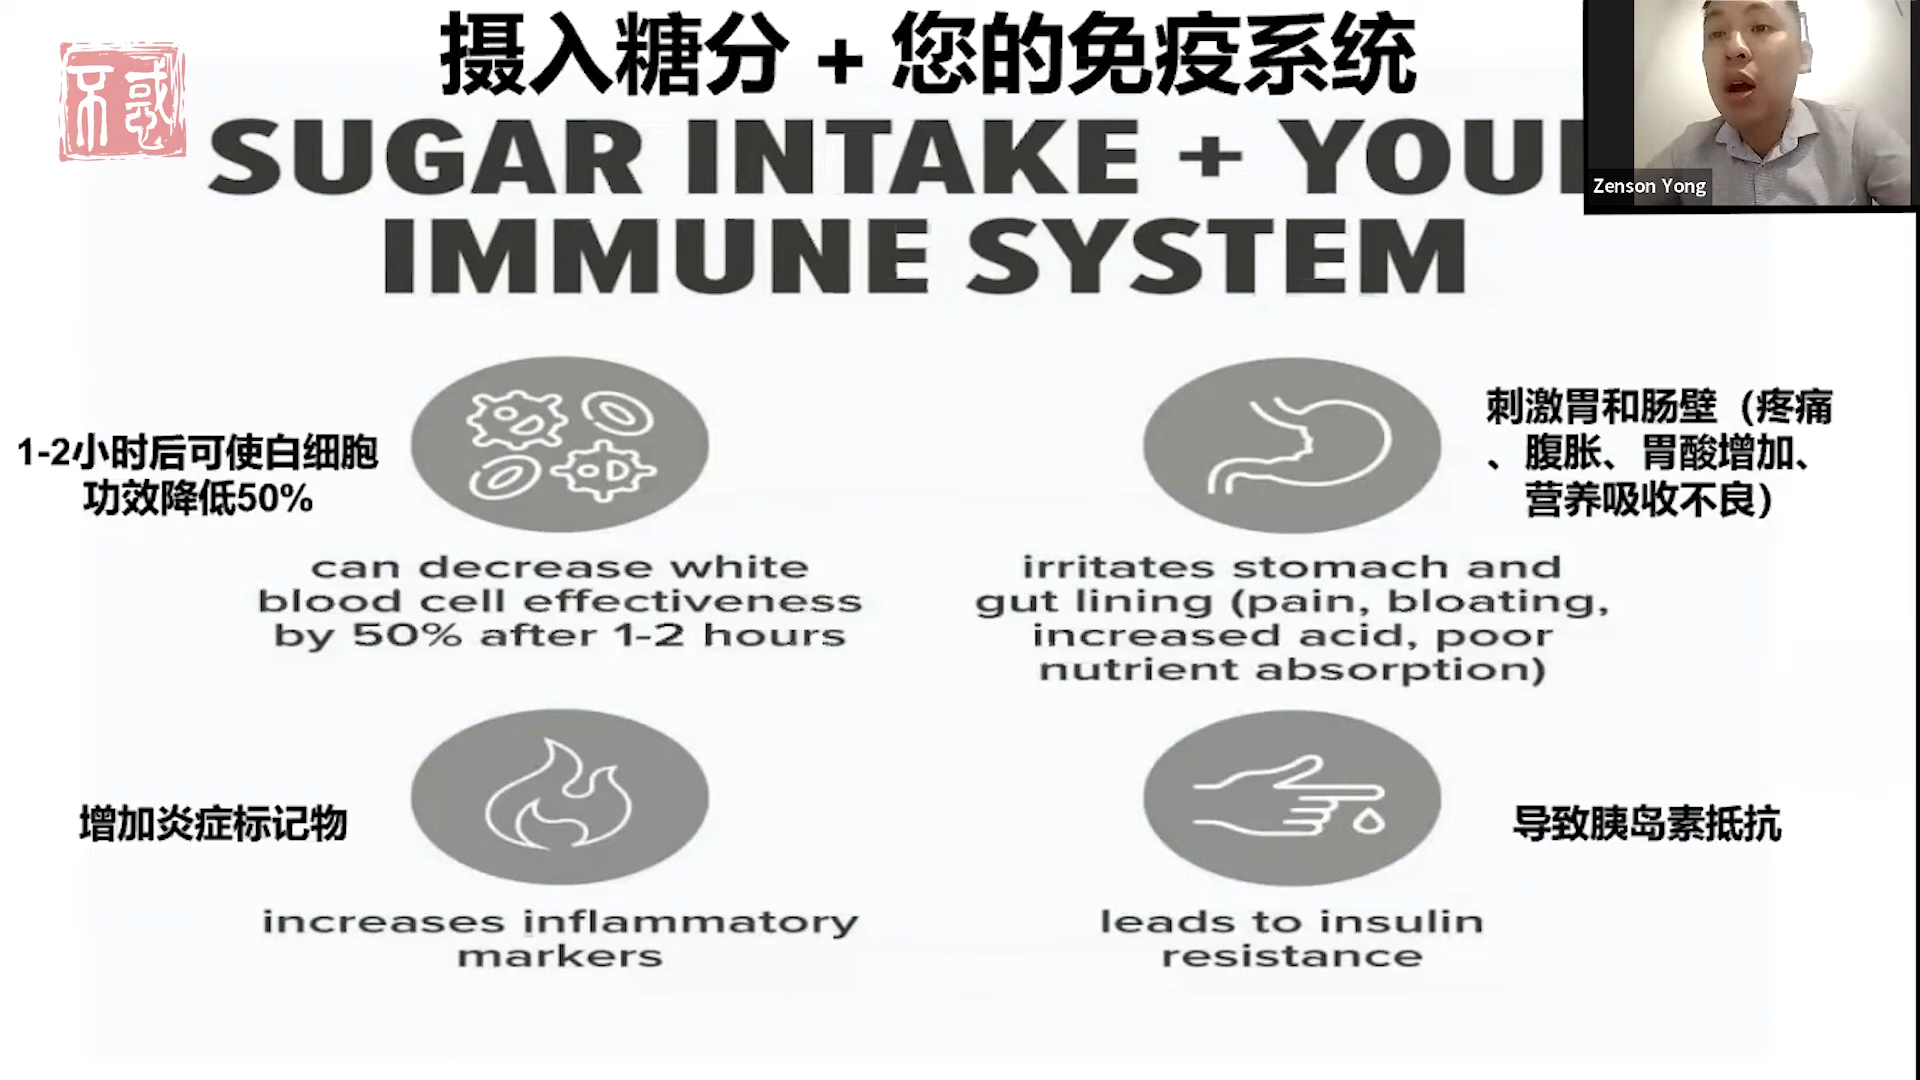 摄入糖分 + 您的免疫系统
不惑
SUGAR INTAKE + YOU
IMMUNE SYSTEM
Zenson Yong
1-2小时后可使白细胞
功效降低50%
can decrease white
blood cell effectiveness
by 50% after 1-2 hours
刺激胃和肠壁（疼痛
、腹胀、胃酸增加、
营养吸收不良）
irritates stomach and
gut lining (pain, bloating,
increased acid, poor
nutrient absorption)
增加炎症标记物
increases inflammatory
markers
导致胰岛素抵抗
leads to insulin
resistance